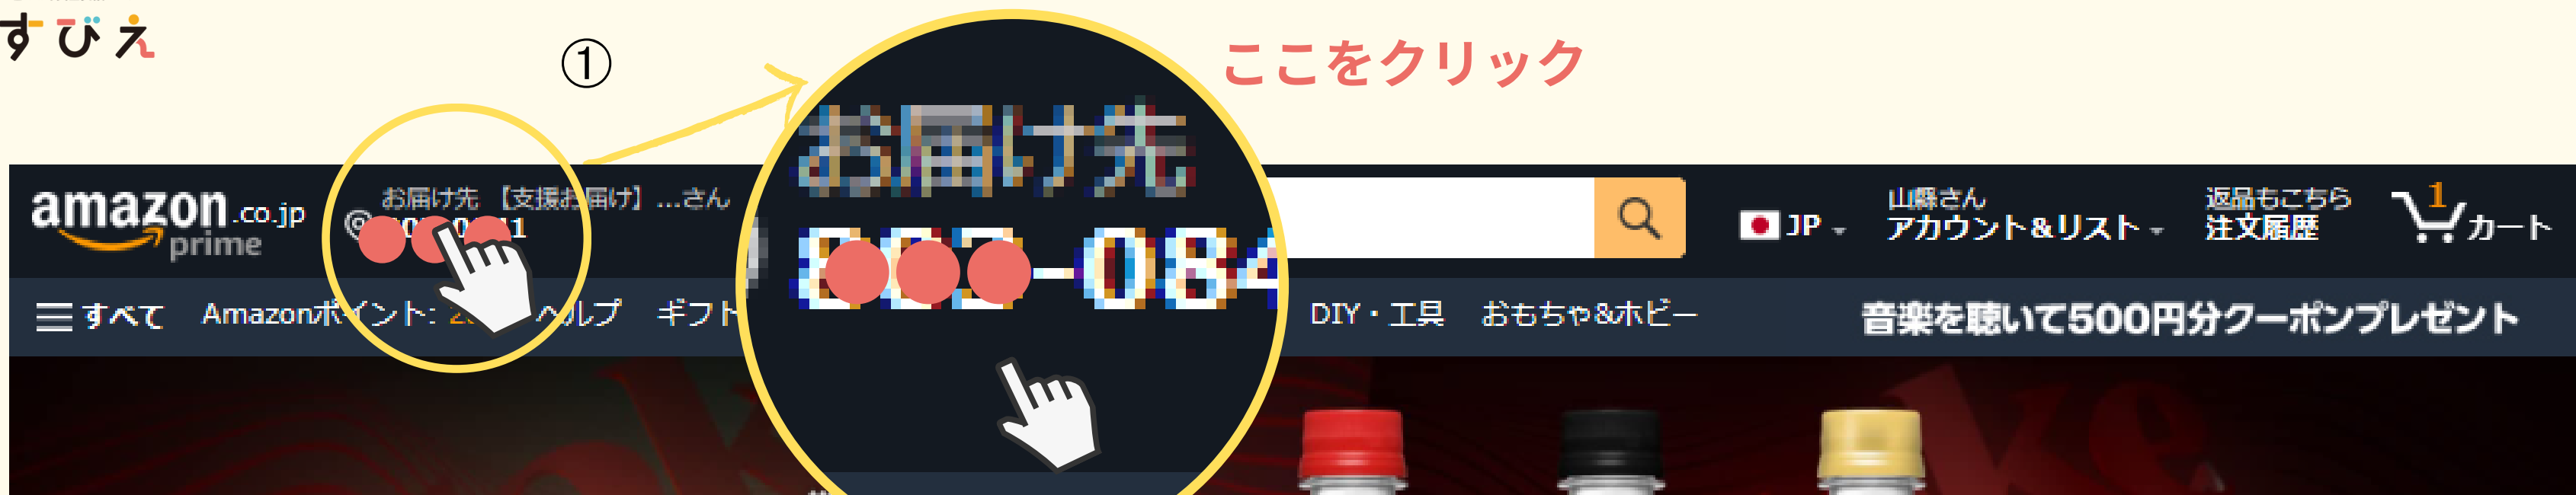 すびえ
①
ここをクリック
お届け先
-084
amazon.co.jp
prime
お届け先 【支援お届け】...さん
JP
山縣さん
アカウント&リスト
返品もこちら
注文履歴
1
カート
すべて
Amazonポイント:
ヘルプ
ギフト
DIY・工具
おもちゃ&ホビー
音楽を聴いて500円分クーポンプレゼント